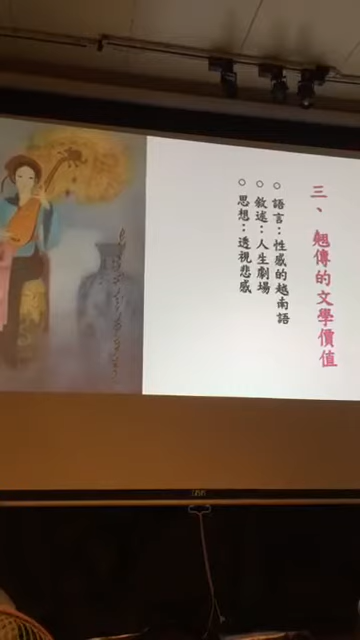 三、翹傳的文學價值
○語言：性感的越南語
○敘述：人生劇場
○思想：透視悲感